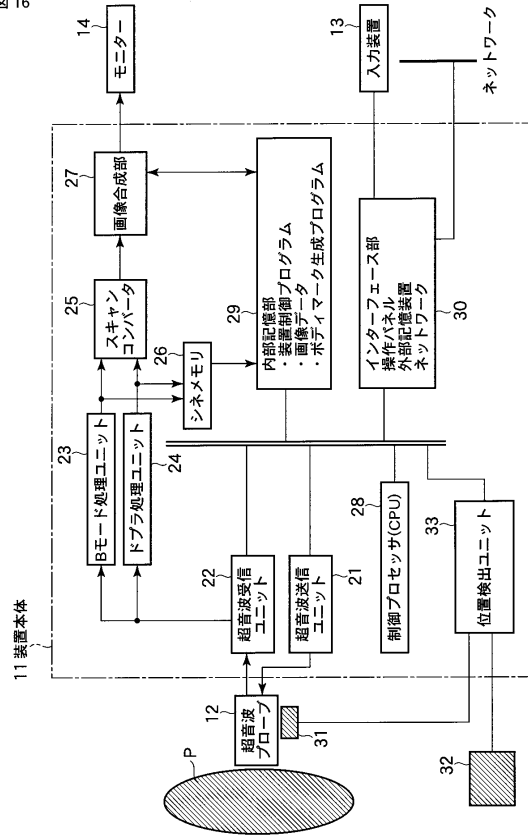 図 16
11 装置本体
P
12
超音波
プローブ
31
32
22
超音波受信
ユニット
21
超音波送信
ユニット
23
Bモード処理ユニット
24
ドプラ処理ユニット
28
制御プロセッサ(CPU)
33
位置検出ユニット
25
スキャン
コンバータ
26
シネメモリ
27
画像合成部
14
モニター
29
内部記憶部
・装置制御プログラム
・画像データ
・ボディマーク生成プログラム
30
インターフェース部
操作パネル
外部記憶装置
ネットワーク
13
入力装置
ネットワーク